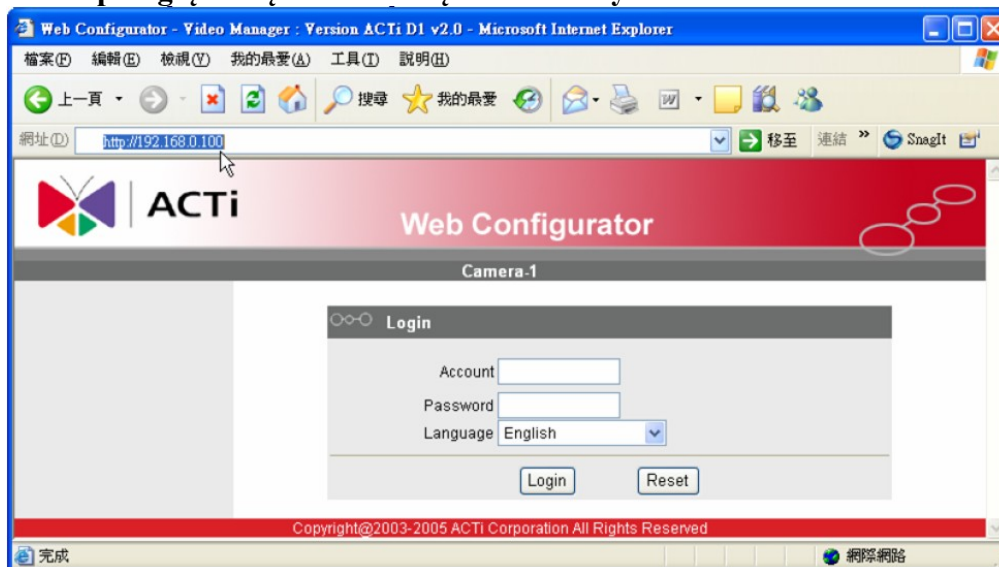 Web Configurator - Video Manager : Version ACTi D1 v2.0 - Microsoft Internet Explorer
檔案(F) 編輯(E) 檢視(V) 我的最愛(A) 工具(T) 說明(H)
上一頁 搜尋 我的最愛
網址(D) http://192.168.0.100 移至 連結 » SnagIt
ACTi
Web Configurator
Camera-1
Login
Account
Password
Language English
Login Reset
Copyright@2003-2005 ACTi Corporation All Rights Reserved
完成 網際網路